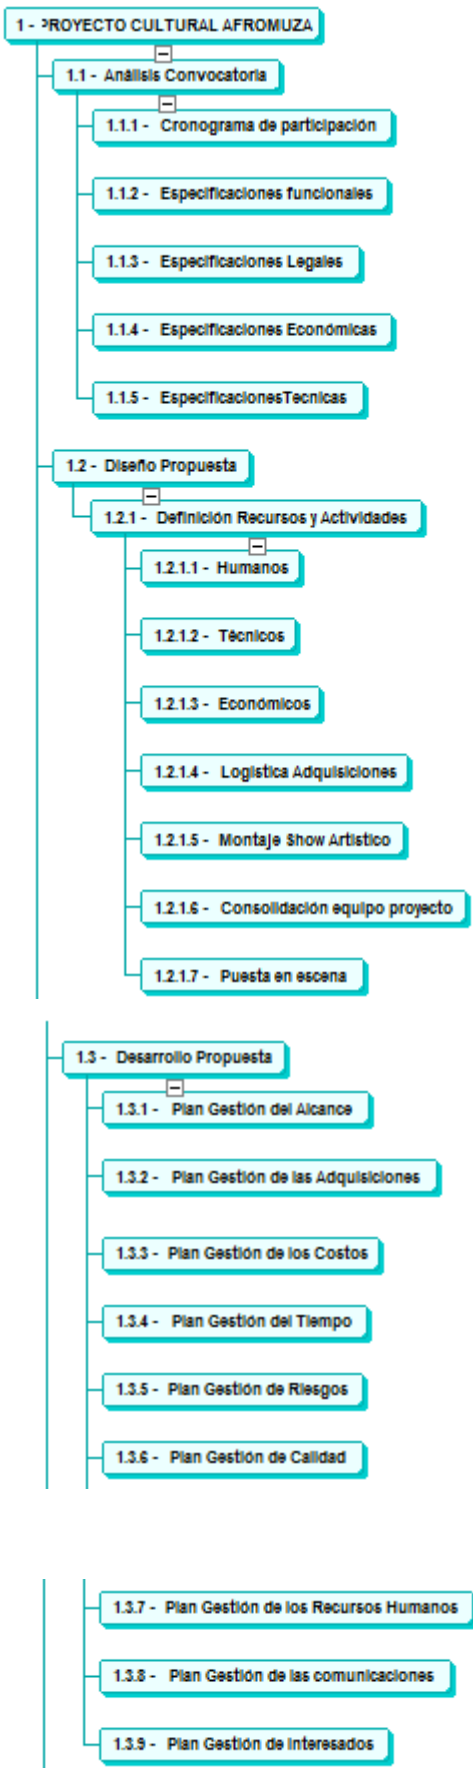 1 - PROYECTO CULTURAL AFROMUZA
1.1 - Análisis Convocatoria
1.1.1 - Cronograma de participación
1.1.2 - Especificaciones funcionales
1.1.3 - Especificaciones Legales
1.1.4 - Especificaciones Económicas
1.1.5 - EspecificacionesTecnicas
1.2 - Diseño Propuesta
1.2.1 - Definición Recursos y Actividades
1.2.1.1 - Humanos
1.2.1.2 - Técnicos
1.2.1.3 - Económicos
1.2.1.4 - Logistica Adquisiciones
1.2.1.5 - Montaje Show Artistico
1.2.1.6 - Consolidación equipo proyecto
1.2.1.7 - Puesta en escena
1.3 - Desarrollo Propuesta
1.3.1 - Plan Gestión del Alcance
1.3.2 - Plan Gestión de las Adquisiciones
1.3.3 - Plan Gestión de los Costos
1.3.4 - Plan Gestión del Tiempo
1.3.5 - Plan Gestión de Riesgos
1.3.6 - Plan Gestión de Calidad
1.3.7 - Plan Gestión de los Recursos Humanos
1.3.8 - Plan Gestión de las comunicaciones
1.3.9 - Plan Gestión de Interesados